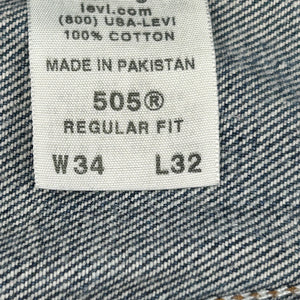 levi.com
(800) USA-LEVI
100% COTTON
MADE IN PAKISTAN
505®
REGULAR FIT
W34 L32